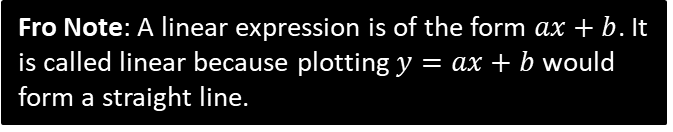 Fro Note: A linear expression is of the form ax + b. It
is called linear because plotting y = ax + b would
form a straight line.